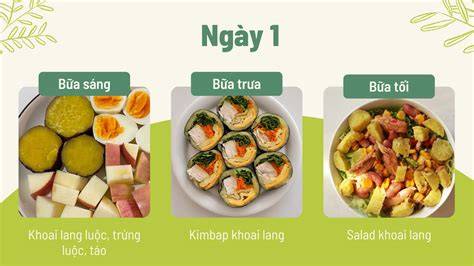 Ngày 1
Bữa sáng
Bữa trưa
Bữa tối
Khoai lang luộc, trứng
luộc, táo
Kimbap khoai lang
Salad khoai lang